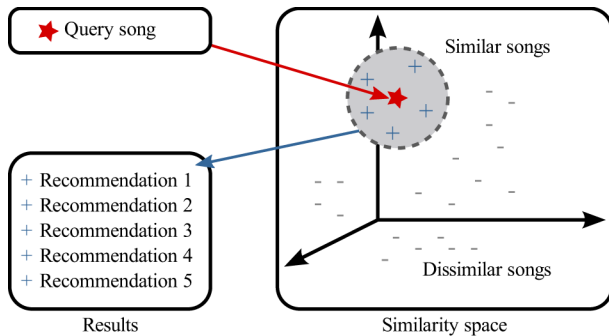 Query song
Similar songs
+ Recommendation 1
+ Recommendation 2
+ Recommendation 3
+ Recommendation 4
+ Recommendation 5
Dissimilar songs
Results
Similarity space